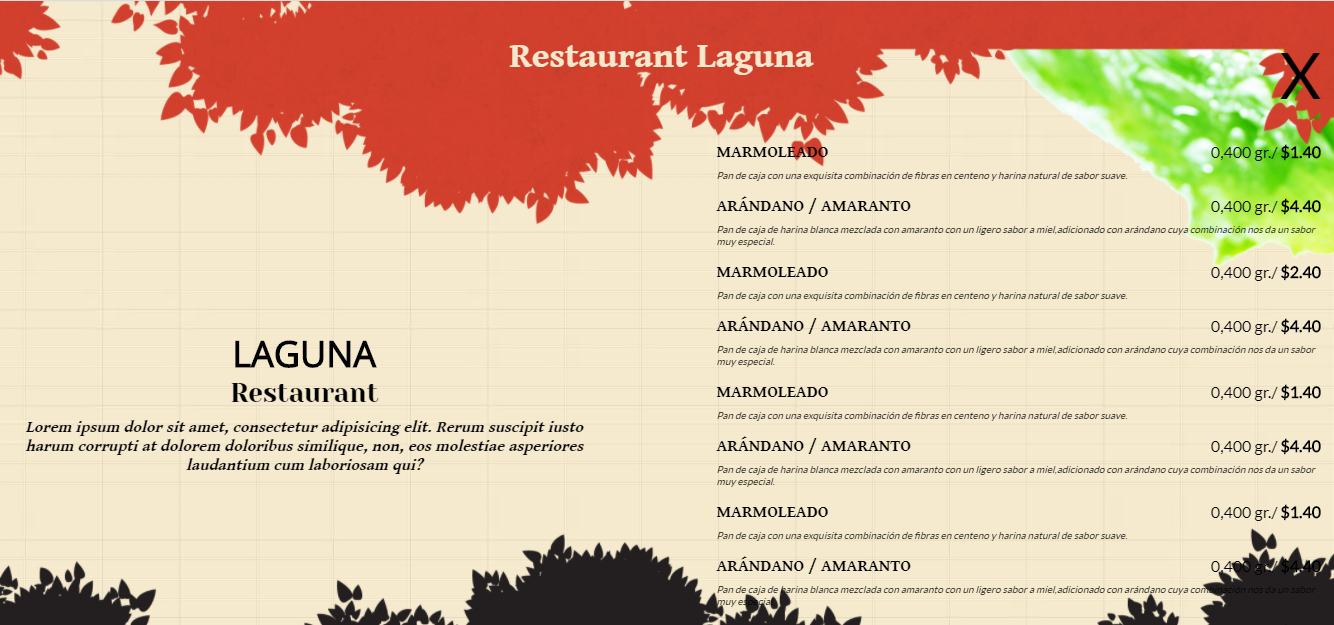 Restaurant Laguna
X
LAGUNA
Restaurant
Lorem ipsum dolor sit amet, consectetur adipisicing elit. Rerum suscipit iusto
harum corrupti at dolorem doloribus similique, non, eos molestiae asperiores
laudantium cum laboriosam qui?
MARMOLEADO 0,400 gr./ $1.40
Pan de caja con una exquisita combinación de fibras en centeno y harina natural de sabor suave.
ARÁNDANO / AMARANTO 0,400 gr./ $4.40
Pan de caja de harina blanca mezclada con amaranto con un ligero sabor a miel,adicionado con arándano cuya combinación nos da un sabor
muy especial.
MARMOLEADO 0,400 gr./ $2.40
Pan de caja con una exquisita combinación de fibras en centeno y harina natural de sabor suave.
ARÁNDANO / AMARANTO 0,400 gr./ $4.40
Pan de caja de harina blanca mezclada con amaranto con un ligero sabor a miel,adicionado con arándano cuya combinación nos da un sabor
muy especial.
MARMOLEADO 0,400 gr./ $1.40
Pan de caja con una exquisita combinación de fibras en centeno y harina natural de sabor suave.
ARÁNDANO / AMARANTO 0,400 gr./ $4.40
Pan de caja de harina blanca mezclada con amaranto con un ligero sabor a miel,adicionado con arándano cuya combinación nos da un sabor
muy especial.
MARMOLEADO 0,400 gr./ $1.40
Pan de caja con una exquisita combinación de fibras en centeno y harina natural de sabor suave.
ARÁNDANO / AMARANTO 0,400 gr./ $4.40
Pan de caja de harina blanca mezclada con amaranto con un ligero sabor a miel,adicionado con arándano cuya combinación nos da un sabor
muy especial.